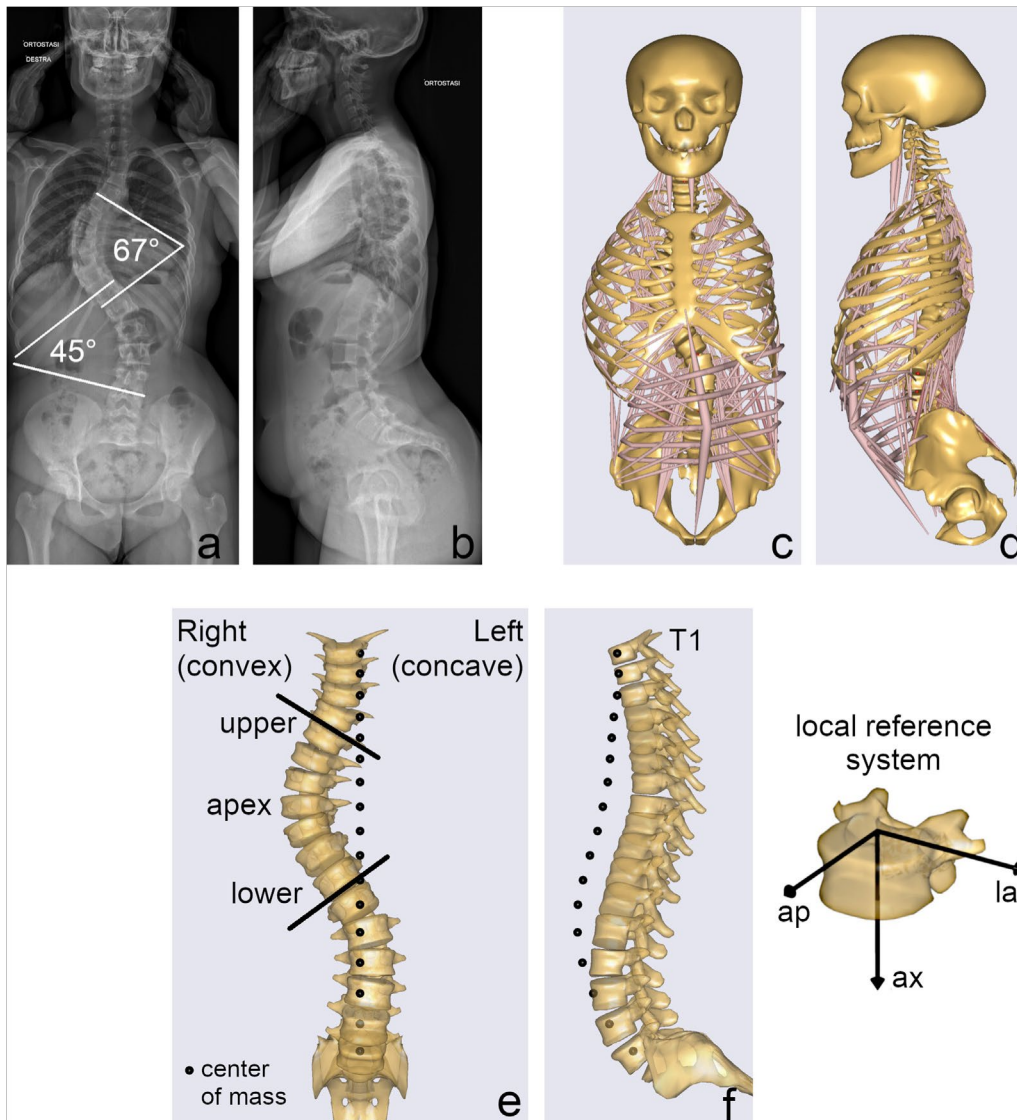 ORTOSTASI
DESTRA
67°
45°
a
ORTOSTASI
b
c
d
Right
(convex)
Left
(concave)
upper
apex
lower
center
of mass
e
T1
f
local reference
system
ap
ax
la